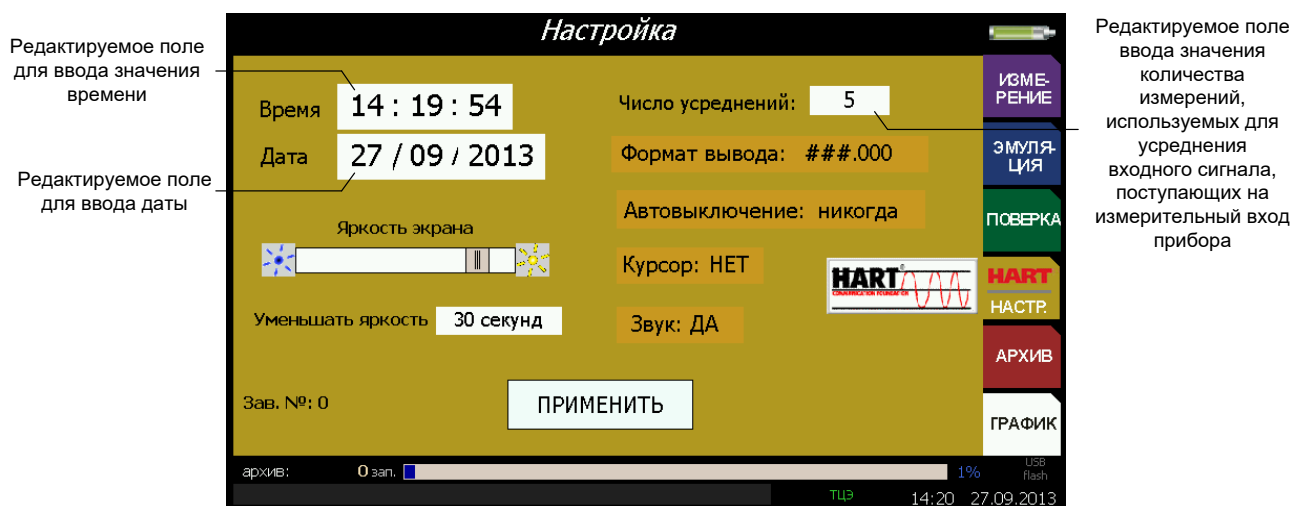 Настройка
Редактируемое поле
для ввода значения
времени
Редактируемое поле
для ввода даты
Время 14 : 19 : 54
Дата 27 / 09 / 2013
Яркость экрана
Уменьшать яркость 30 секунд
Зав. №: 0
Число усреднений: 5
Формат вывода: ###.000
Автовыключение: никогда
Курсор: НЕТ
Звук: ДА
HART
COMMUNICATION FOUNDATION
ПРИМЕНИТЬ
ИЗМЕ-
РЕНИЕ
ЭМУЛЯ-
ЦИЯ
ПОВЕРКА
HART
НАСТР.
АРХИВ
ГРАФИК
архив: 0 зап. 1%
USB
flash
ТЦЭ 14:20 27.09.2013
Редактируемое поле
ввода значения
количества
измерений,
используемых для
усреднения
входного сигнала,
поступающих на
измерительный вход
прибора